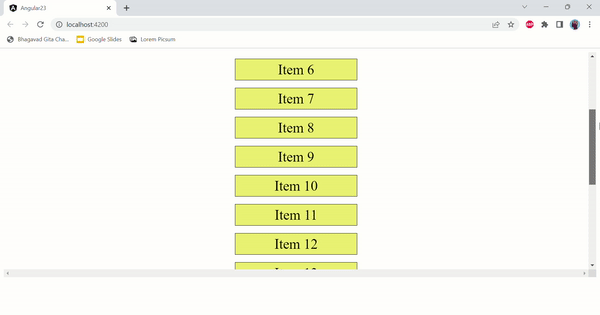 Angular23
localhost:4200
Bhagavad Gita Cha... Google Slides Lorem Picsum
Item 6
Item 7
Item 8
Item 9
Item 10
Item 11
Item 12